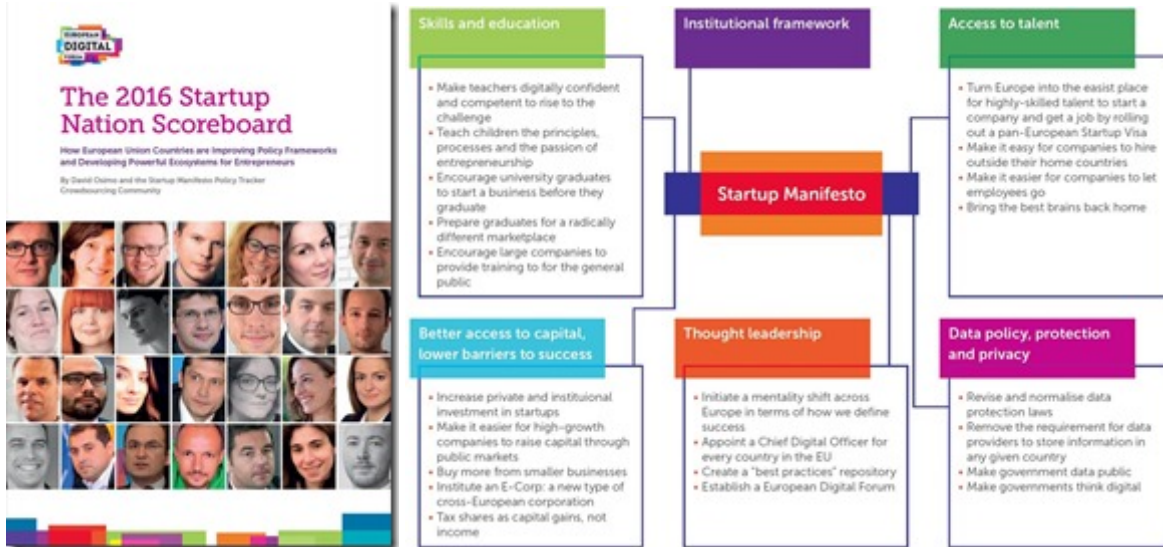 EUROPEAN
DIGITAL
FORUM
The 2016 Startup
Nation Scoreboard
How European Union Countries are Improving Policy Frameworks
and Developing Powerful Ecosystems for Entrepreneurs
By David Osimo and the Startup Manifesto Policy Tracker
Crowdsourcing Community
Skills and education
• Make teachers digitally confident
and competent to rise to the
challenge
• Teach children the principles,
processes and the passion of
entrepreneurship
• Encourage university graduates
to start a business before they
graduate
• Prepare graduates for a radically
different marketplace
• Encourage large companies to
provide training to for the general
public
Institutional framework
Startup Manifesto
Access to talent
• Turn Europe into the easist place
for highly-skilled talent to start a
company and get a job by rolling
out a pan-European Startup Visa
• Make it easy for companies to hire
outside their home countries
• Make it easier for companies to let
employees go
• Bring the best brains back home
Better access to capital,
lower barriers to success
• Increase private and instituional
investment in startups
• Make it easier for high-growth
companies to raise capital through
public markets
• Buy more from smaller businesses
• Institute an E-Corp: a new type of
cross-European corporation
• Tax shares as capital gains, not
income
Thought leadership
• Initiate a mentality shift across
Europe in terms of how we define
success
• Appoint a Chief Digital Officer for
every country in the EU
• Create a "best practices" repository
• Establish a European Digital Forum
Data policy, protection
and privacy
• Revise and normalise data
protection laws
• Remove the requirement for data
providers to store information in
any given country
• Make government data public
• Make governments think digital